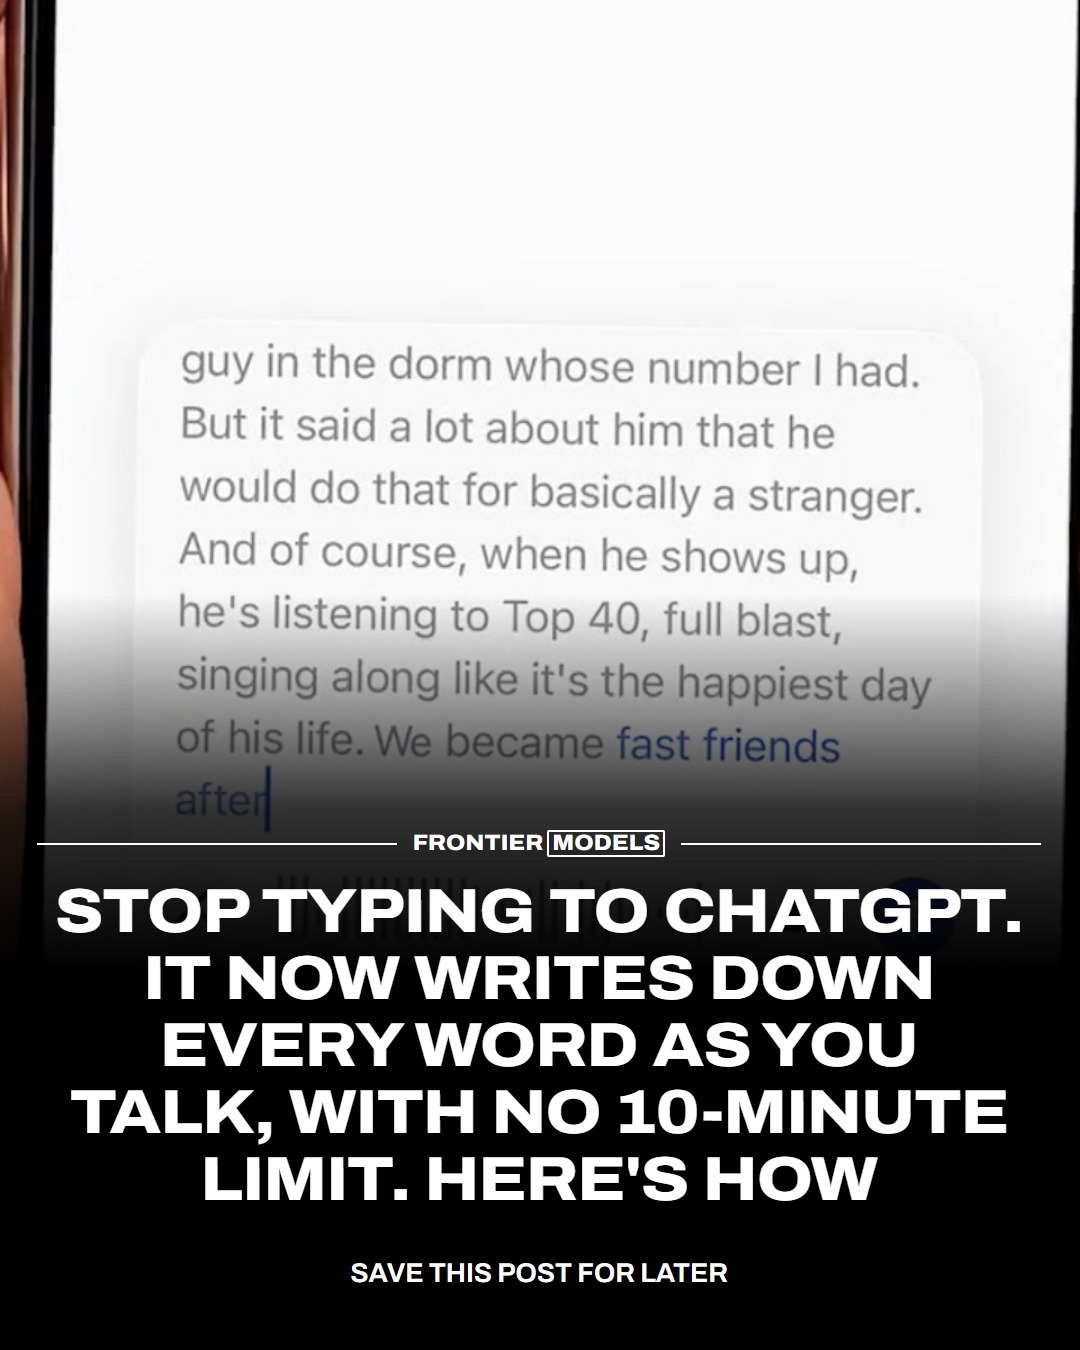 guy in the dorm whose number I had.
But it said a lot about him that he
would do that for basically a stranger.
And of course, when he shows up,
he's listening to Top 40, full blast,
singing along like it's the happiest day
of his life. We became fast friends
after
FRONTIER MODELS
STOP TYPING TO CHATGPT.
IT NOW WRITES DOWN
EVERY WORD AS YOU
TALK, WITH NO 10-MINUTE
LIMIT. HERE'S HOW
SAVE THIS POST FOR LATER